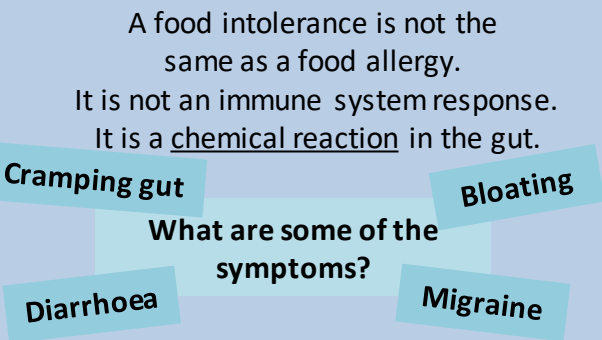 A food intolerance is not the
same as a food allergy.
It is not an immune system response.
It is a chemical reaction in the gut.
Cramping gut
Bloating
What are some of the
symptoms?
Diarrhoea
Migraine